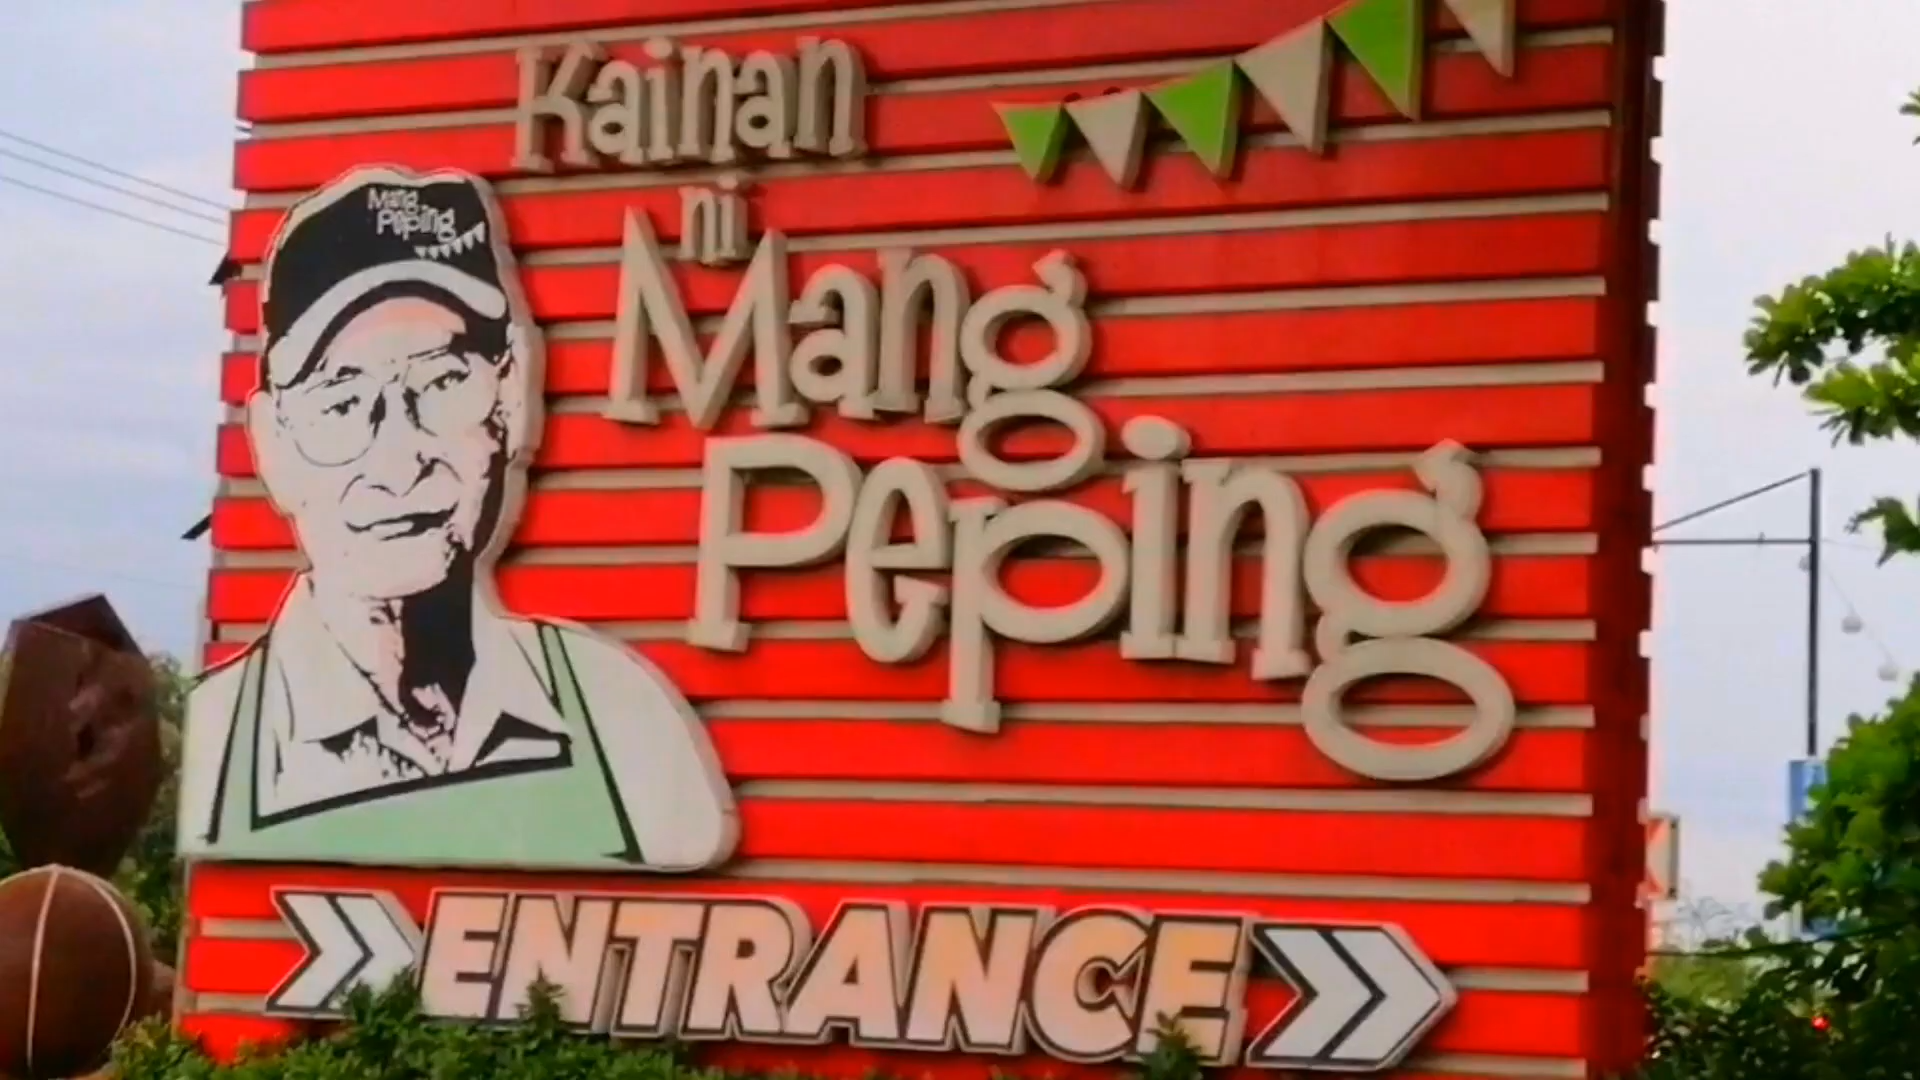 Kainan
ni
Mang
Peping
Mang
Peping
ENTRANCE